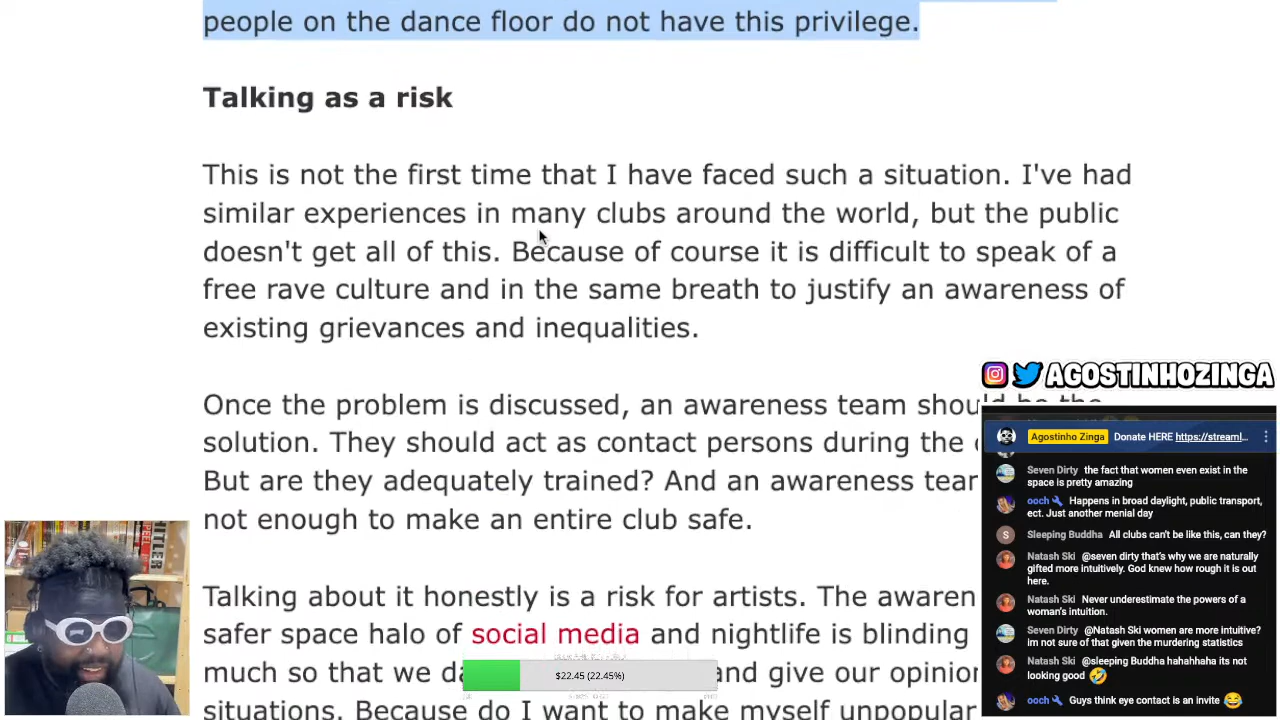 people on the dance floor do not have this privilege.
Talking as a risk
This is not the first time that I have faced such a situation. I've had
similar experiences in many clubs around the world, but the public
doesn't get all of this. Because of course it is difficult to speak of a
free rave culture and in the same breath to justify an awareness of
existing grievances and inequalities.
Once the problem is discussed, an awareness team should be the
solution. They should act as contact persons during the
But are they adequately trained? And an awareness
not enough to make an entire club safe.
Talking about it honestly is a risk for artists. The
safer space halo of social media and nightlife is blinding
much so that we and give our
situations. Because do I want to make myself unpopular
$22.45 (22.45%)
AGOSTINHOZINGA
Agostinho Zinga Donate HERE https://streaml...
Seven Dirty the fact that women even exist in the
space is pretty amazing
ooch Happens in broad daylight, public transport,
ect. Just another menial day
Sleeping Buddha All clubs can't be like this, can they?
Natash Ski @seven dirty that's why we are naturally
gifted more intuitively. God knew how rough it is out
here.
Natash Ski Never underestimate the powers of a
woman's intuition.
Seven Dirty @Natash Ski women are more intuitive?
im not sure of that given the murdering statistics
Natash Ski @sleeping Buddha hahahhaha its not
looking good 🤣
ooch Guys think eye contact is an invite 😂